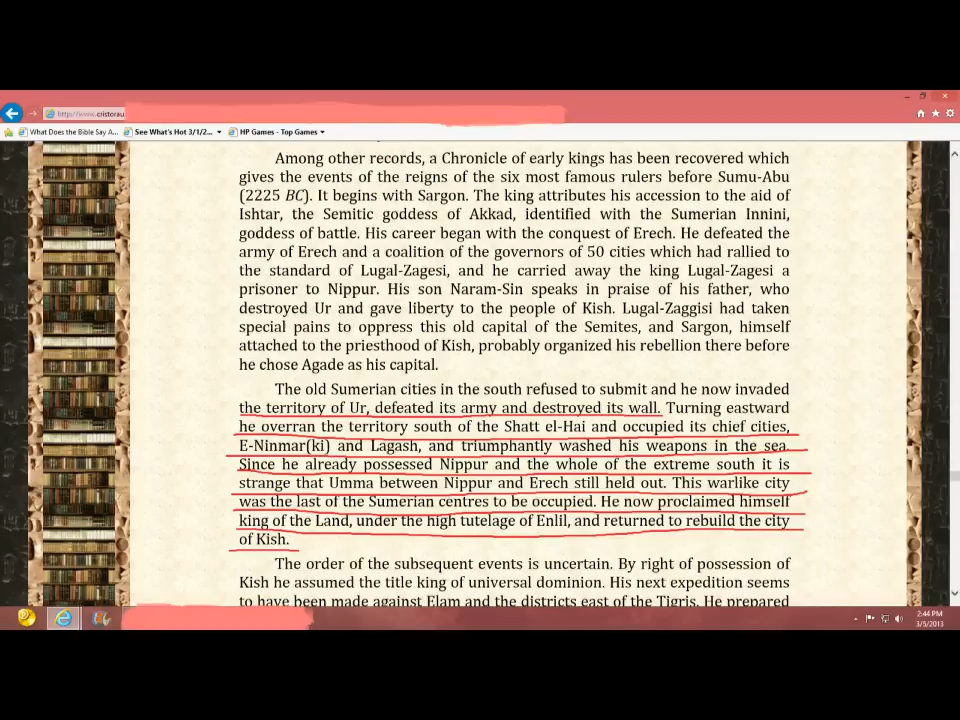 http://www.cristorau
What Does the Bible Say A...
See What's Hot 3/1/2...
HP Games - Top Games
Among other records, a Chronicle of early kings has been recovered which
gives the events of the reigns of the six most famous rulers before Sumu-Abu
(2225 BC). It begins with Sargon. The king attributes his accession to the aid of
Ishtar, the Semitic goddess of Akkad, identified with the Sumerian Innini,
goddess of battle. His career began with the conquest of Erech. He defeated the
army of Erech and a coalition of the governors of 50 cities which had rallied to
the standard of Lugal-Zagesi, and he carried away the king Lugal-Zagesi a
prisoner to Nippur. His son Naram-Sin speaks in praise of his father, who
destroyed Ur and gave liberty to the people of Kish. Lugal-Zaggisi had taken
special pains to oppress this old capital of the Semites, and Sargon, himself
attached to the priesthood of Kish, probably organized his rebellion there before
he chose Agade as his capital.
The old Sumerian cities in the south refused to submit and he now invaded
the territory of Ur, defeated its army and destroyed its wall. Turning eastward
he overran the territory south of the Shatt el-Hai and occupied its chief cities,
E-Ninmar(ki) and Lagash, and triumphantly washed his weapons in the sea.
Since he already possessed Nippur and the whole of the extreme south it is
strange that Umma between Nippur and Erech still held out. This warlike city
was the last of the Sumerian centres to be occupied. He now proclaimed himself
king of the Land, under the high tutelage of Enlil, and returned to rebuild the city
of Kish.
The order of the subsequent events is uncertain. By right of possession of
Kish he assumed the title king of universal dominion. His next expedition seems
to have been made against Elam and the districts east of the Tigris. He prepared
2:44 PM
3/5/2013